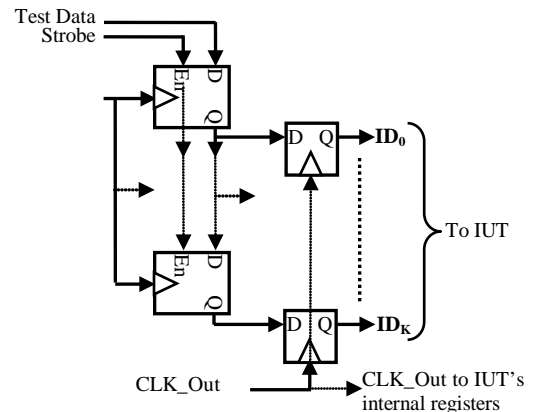 Test Data
Strobe
En
D
Q
D Q
ID0
To IUT
En
D
Q
D Q
IDK
CLK_Out
CLK_Out to IUT's
internal registers